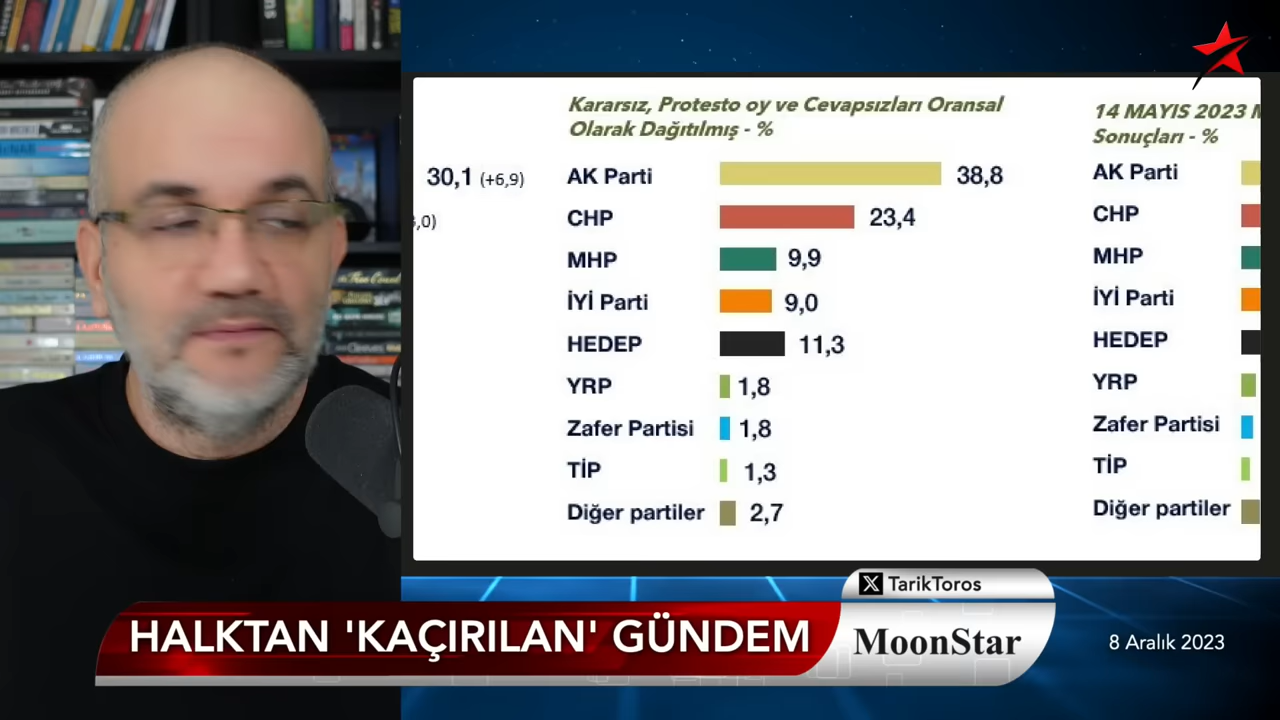 Kararsız, Protesto oy ve Cevapsızları Oransal
Olarak Dağıtılmış - %
30,1 (+6,9)
,0)
AK Parti 38,8
CHP 23,4
MHP 9,9
İYİ Parti 9,0
HEDEP 11,3
YRP 1,8
Zafer Partisi 1,8
TİP 1,3
Diğer partiler 2,7
14 MAYIS 2023
Sonuçları - %
AK Parti
CHP
MHP
İYİ Parti
HEDEP
YRP
Zafer Partisi
TİP
Diğer partiler
X TarikToros
HALKTAN 'KAÇIRILAN' GÜNDEM
MoonStar
8 Aralık 2023